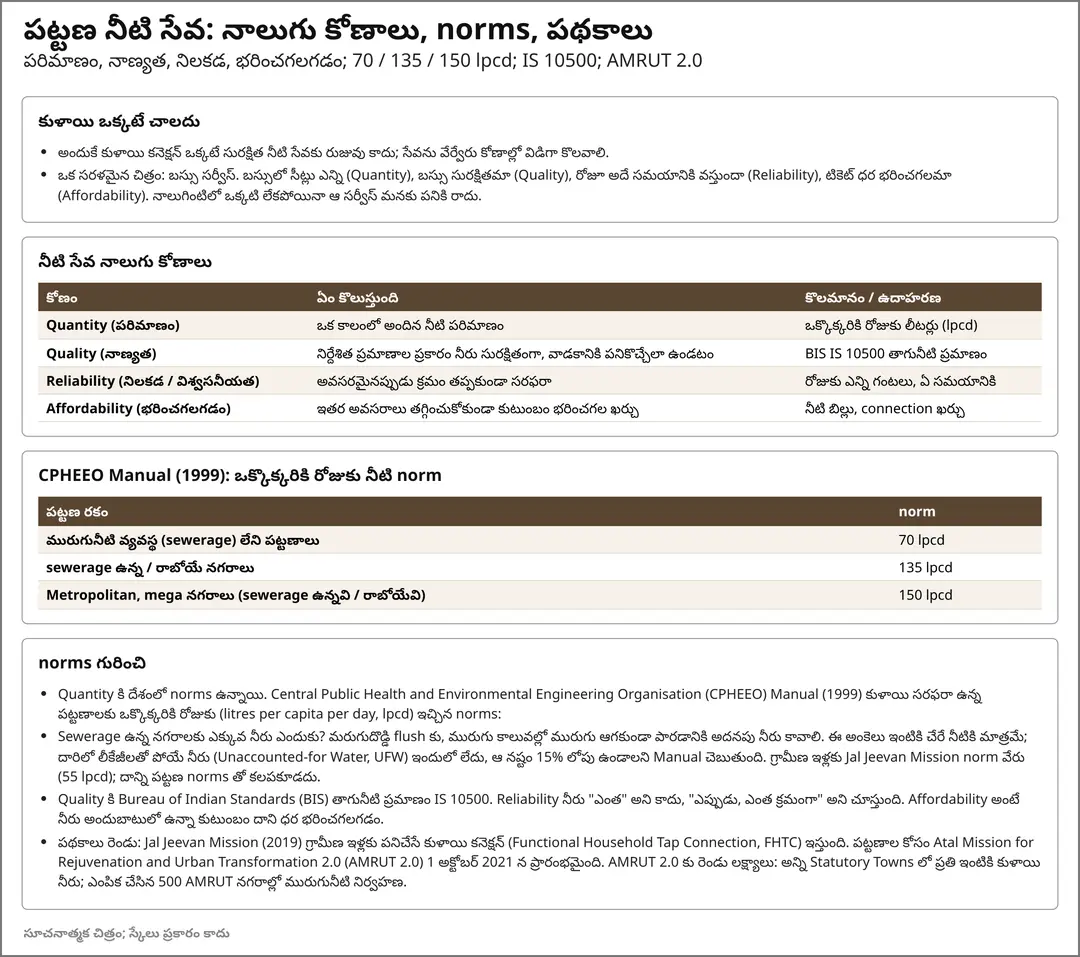 పట్టణ నీటి సేవ: నాలుగు కోణాలు, norms, పథకాలు
పరిమాణం, నాణ్యత, నిలకడ, భరించగలగడం; 70 / 135 / 150 lpcd; IS 10500; AMRUT 2.0
కుళాయి ఒక్కటే చాలదు
• అందుకే కుళాయి కనెక్షన్ ఒక్కటే సురక్షిత నీటి సేవకు రుజువు కాదు; సేవను వేర్వేరు కోణాల్లో విడిగా కొలవాలి.
• ఒక సరళమైన చిత్రం: బస్సు సర్వీస్. బస్సులో సీట్లు ఎన్ని (Quantity), బస్సు సురక్షితమా (Quality), రోజూ అదే సమయానికి వస్తుందా (Reliability), టికెట్ ధర భరించగలమా
(Affordability). నాలుగింటిలో ఒక్కటి లేకపోయినా ఆ సర్వీస్ మనకు పనికి రాదు.
నీటి సేవ నాలుగు కోణాలు
కోణం ఏం కొలుస్తుంది కొలమానం / ఉదాహరణ
Quantity (పరిమాణం) ఒక కాలంలో అందిన నీటి పరిమాణం ఒక్కొక్కరికి రోజుకు లీటర్లు (lpcd)
Quality (నాణ్యత) నిర్దేశిత ప్రమాణాల ప్రకారం నీరు సురక్షితంగా, వాడకానికి పనికొచ్చేలా ఉండటం BIS IS 10500 తాగునీటి ప్రమాణం
Reliability (నిలకడ / విశ్వసనీయత) అవసరమైనప్పుడు క్రమం తప్పకుండా సరఫరా రోజుకు ఎన్ని గంటలు, ఏ సమయానికి
Affordability (భరించగలగడం) ఇతర అవసరాలు తగ్గించుకోకుండా కుటుంబం భరించగల ఖర్చు నీటి బిల్లు, connection ఖర్చు
CPHEEO Manual (1999): ఒక్కొక్కరికి రోజుకు నీటి norm
పట్టణ రకం norm
మురుగునీటి వ్యవస్థ (sewerage) లేని పట్టణాలు 70 lpcd
sewerage ఉన్న / రాబోయే నగరాలు 135 lpcd
Metropolitan, mega నగరాలు (sewerage ఉన్నవి / రాబోయేవి) 150 lpcd
norms గురించి
• Quantity కి దేశంలో norms ఉన్నాయి. Central Public Health and Environmental Engineering Organisation (CPHEEO) Manual (1999) కుళాయి సరఫరా ఉన్న
పట్టణాలకు ఒక్కొక్కరికి రోజుకు (litres per capita per day, lpcd) ఇచ్చిన norms:
• Sewerage ఉన్న నగరాలకు ఎక్కువ నీరు ఎందుకు? మరుగుదొడ్డి flush కు, మురుగు కాలువల్లో మురుగు ఆగకుండా పారడానికి అదనపు నీరు కావాలి. ఈ అంకెలు ఇంటికి చేరే నీటికి మాత్రమే;
దారిలో లీకేజీలతో పోయే నీరు (Unaccounted-for Water, UFW) ఇందులో లేదు, ఆ నష్టం 15% లోపు ఉండాలని Manual చెబుతుంది. గ్రామీణ ఇళ్లకు Jal Jeevan Mission norm వేరు
(55 lpcd); దాన్ని పట్టణ norms తో కలపకూడదు.
• Quality కి Bureau of Indian Standards (BIS) తాగునీటి ప్రమాణం IS 10500. Reliability నీరు "ఎంత" అని కాదు, "ఎప్పుడు, ఎంత క్రమంగా" అని చూస్తుంది. Affordability అంటే
నీరు అందుబాటులో ఉన్నా కుటుంబం దాని ధర భరించగలగడం.
• పథకాలు రెండు: Jal Jeevan Mission (2019) గ్రామీణ ఇళ్లకు పనిచేసే కుళాయి కనెక్షన్ (Functional Household Tap Connection, FHTC) ఇస్తుంది. పట్టణాల కోసం Atal Mission for
Rejuvenation and Urban Transformation 2.0 (AMRUT 2.0) 1 అక్టోబర్ 2021 న ప్రారంభమైంది. AMRUT 2.0 కు రెండు లక్ష్యాలు: అన్ని Statutory Towns లో ప్రతి ఇంటికి కుళాయి
నీరు; ఎంపిక చేసిన 500 AMRUT నగరాల్లో మురుగునీటి నిర్వహణ.
సూచనాత్మక చిత్రం; స్కేలు ప్రకారం కాదు